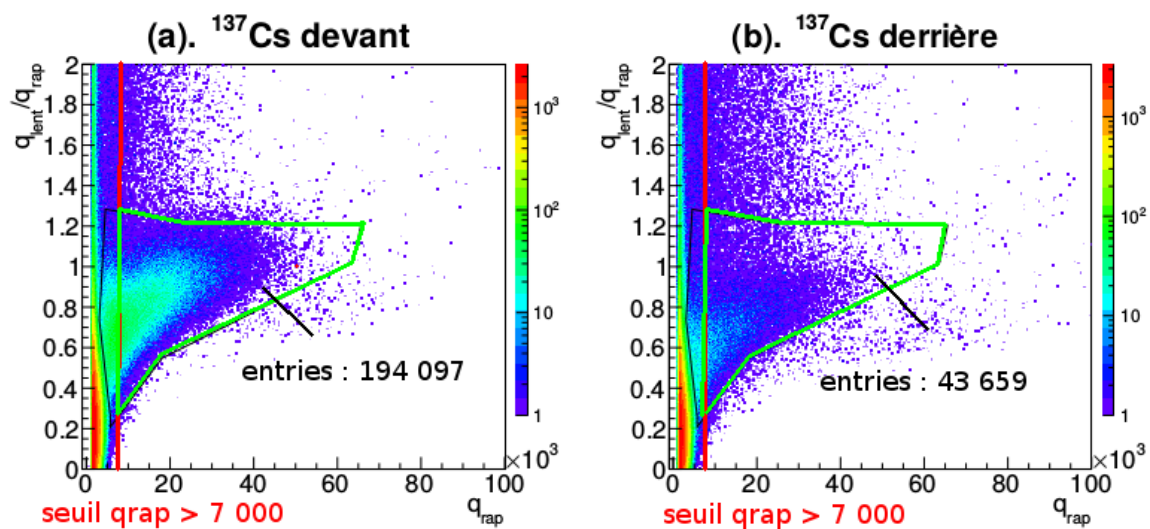 (a). ¹³⁷Cs devant
(b). ¹³⁷Cs derrière
q_lent/q_rap
2
1.8
1.6
1.4
1.2
1
0.8
0.6
0.4
0.2
0
0 20 40 60 80 100
×10³
q_rap
10³
10²
10
1
entries : 194 097
seuil qrap > 7 000
q_lent/q_rap
2
1.8
1.6
1.4
1.2
1
0.8
0.6
0.4
0.2
0
0 20 40 60 80 100
×10³
q_rap
10³
10²
10
1
entries : 43 659
seuil qrap > 7 000